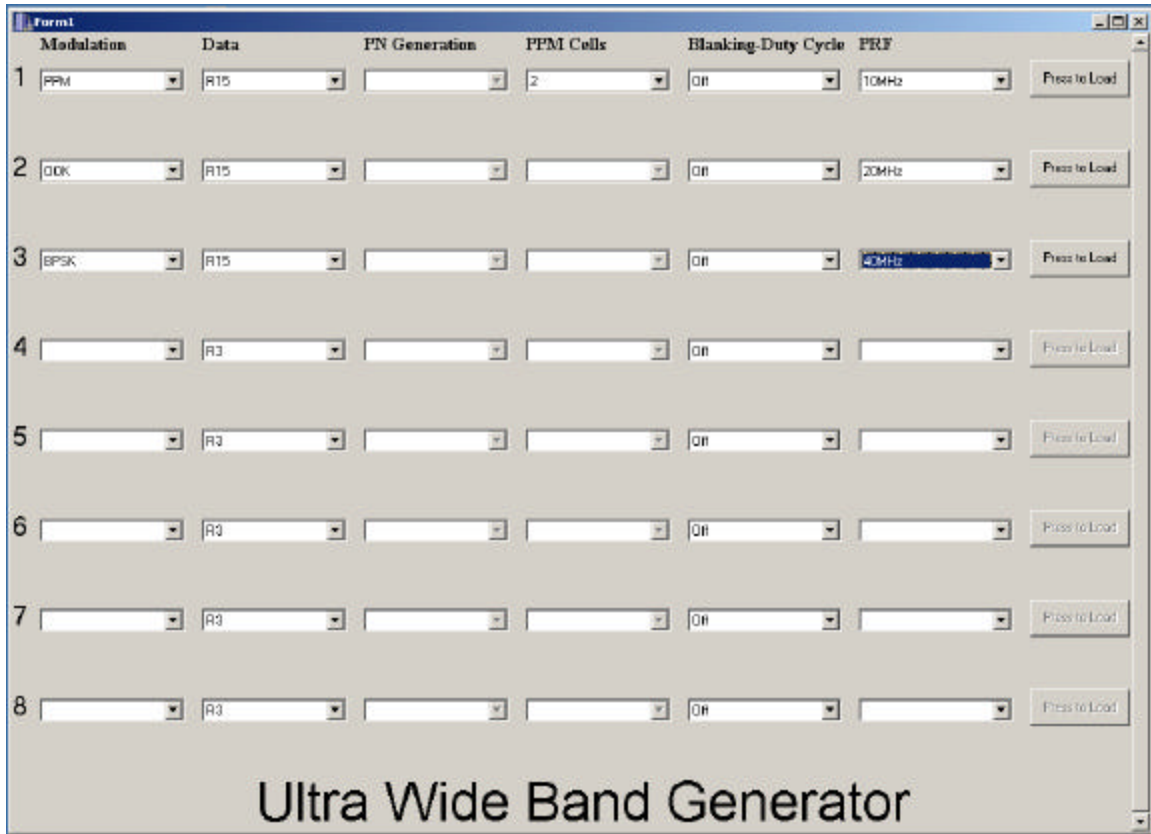 Form1
Modulation Data PN Generation PPM Cells Blanking-Duty Cycle PRF
1 PPM R15 2 Off 10MHz Press to Load
2 OOK R15 Off 20MHz Press to Load
3 BPSK R15 Off 40MHz Press to Load
4 R3 Off Press to Load
5 R3 Off Press to Load
6 R3 Off Press to Load
7 R3 Off Press to Load
8 R3 Off Press to Load
Ultra Wide Band Generator